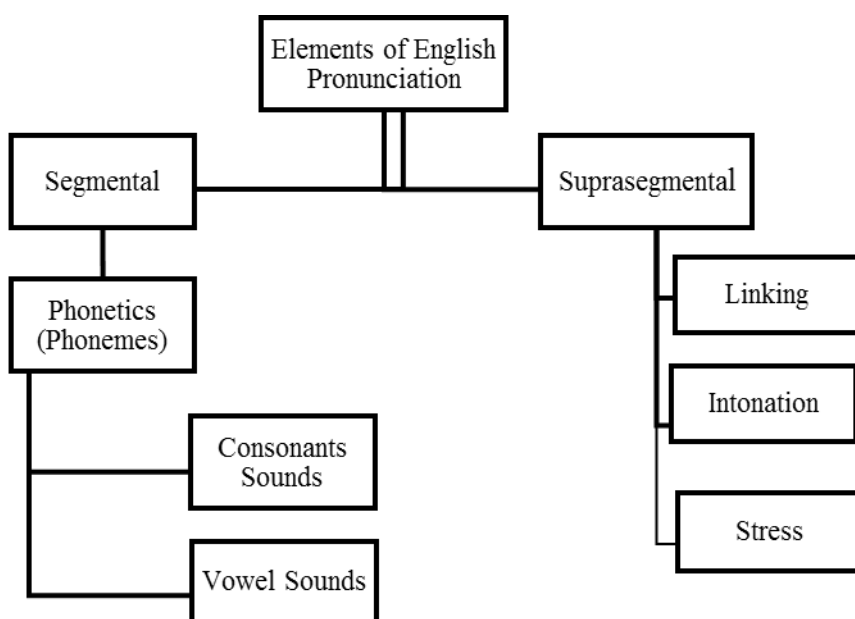 Elements of English
Pronunciation
Segmental
Suprasegmental
Phonetics
(Phonemes)
Linking
Intonation
Consonants
Sounds
Stress
Vowel Sounds